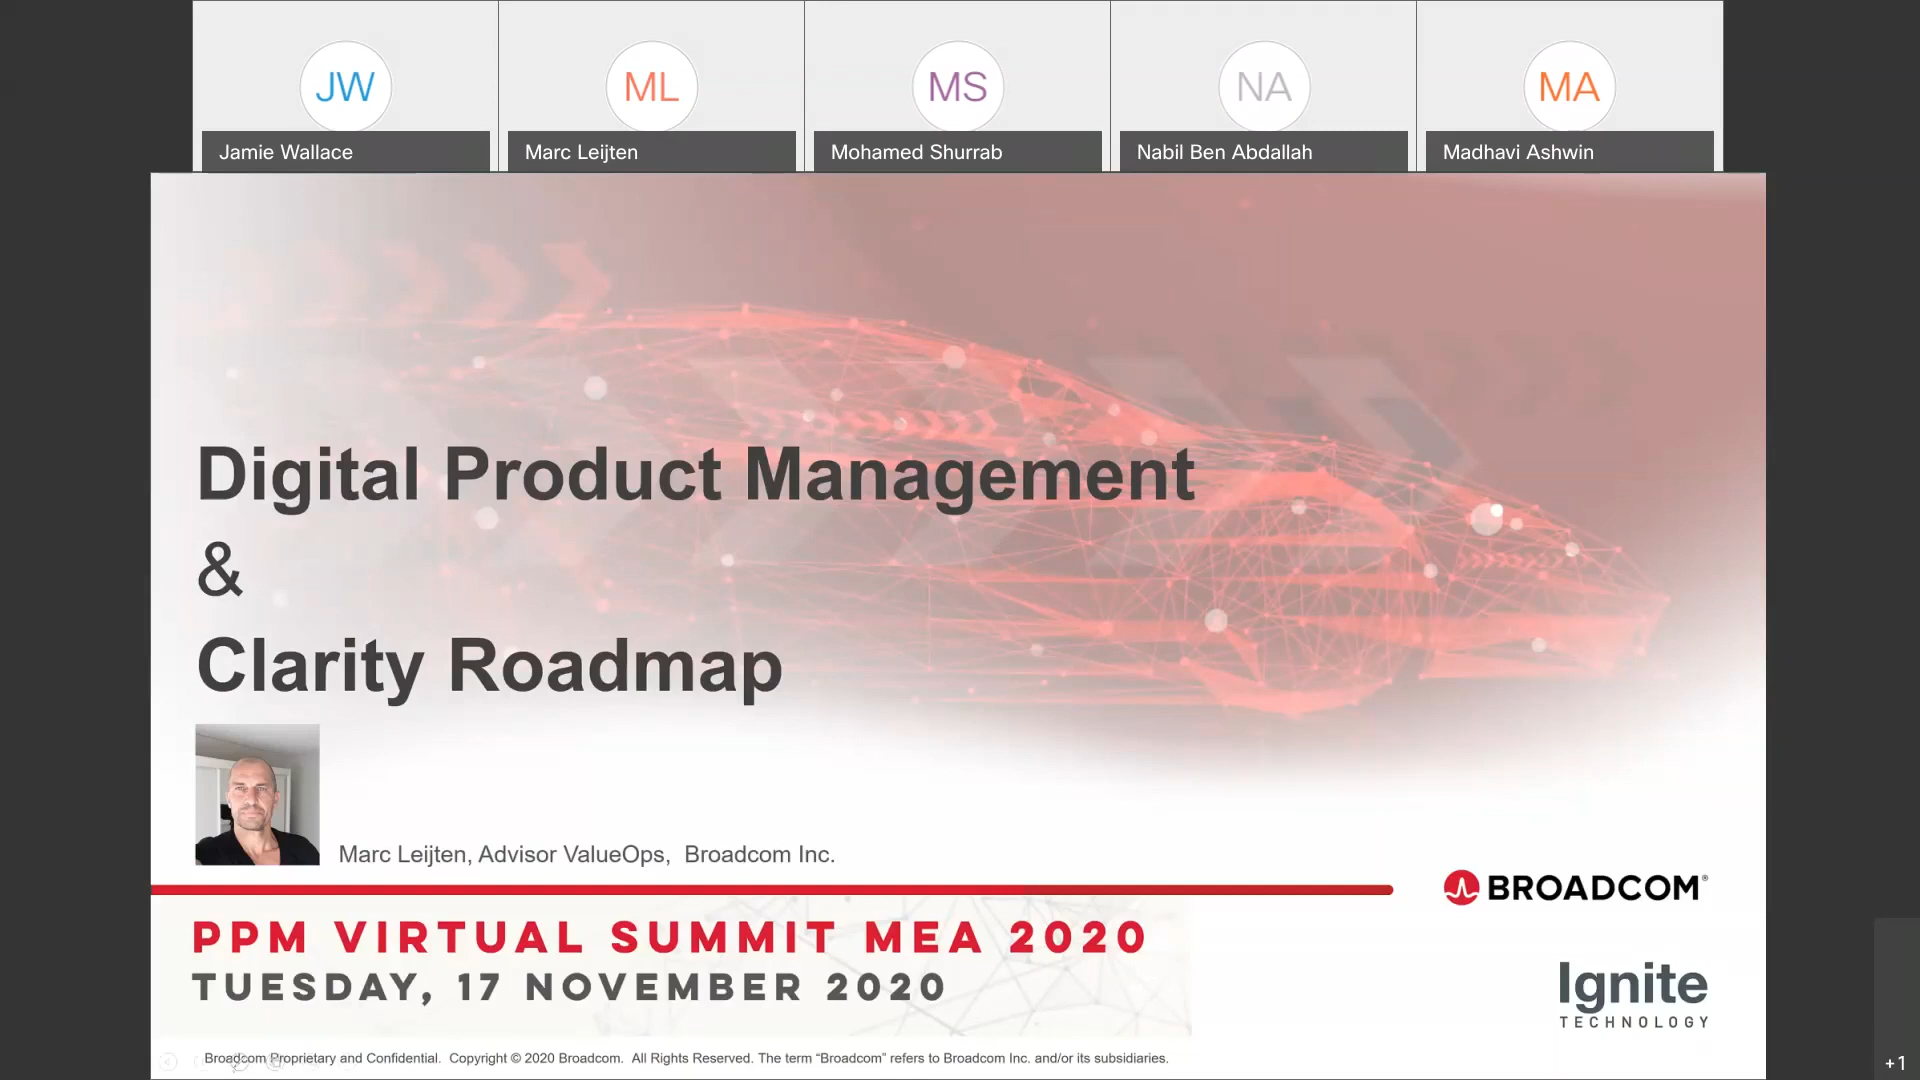 JW
ML
MS
NA
MA
Jamie Wallace
Marc Leijten
Mohamed Shurrab
Nabil Ben Abdallah
Madhavi Ashwin
Digital Product Management
&
Clarity Roadmap
Marc Leijten, Advisor ValueOps, Broadcom Inc.
BROADCOM®
PPM VIRTUAL SUMMIT MEA 2020
TUESDAY, 17 NOVEMBER 2020
Ignite
TECHNOLOGY
Broadcom Proprietary and Confidential. Copyright © 2020 Broadcom. All Rights Reserved. The term “Broadcom” refers to Broadcom Inc. and/or its subsidiaries.
+1